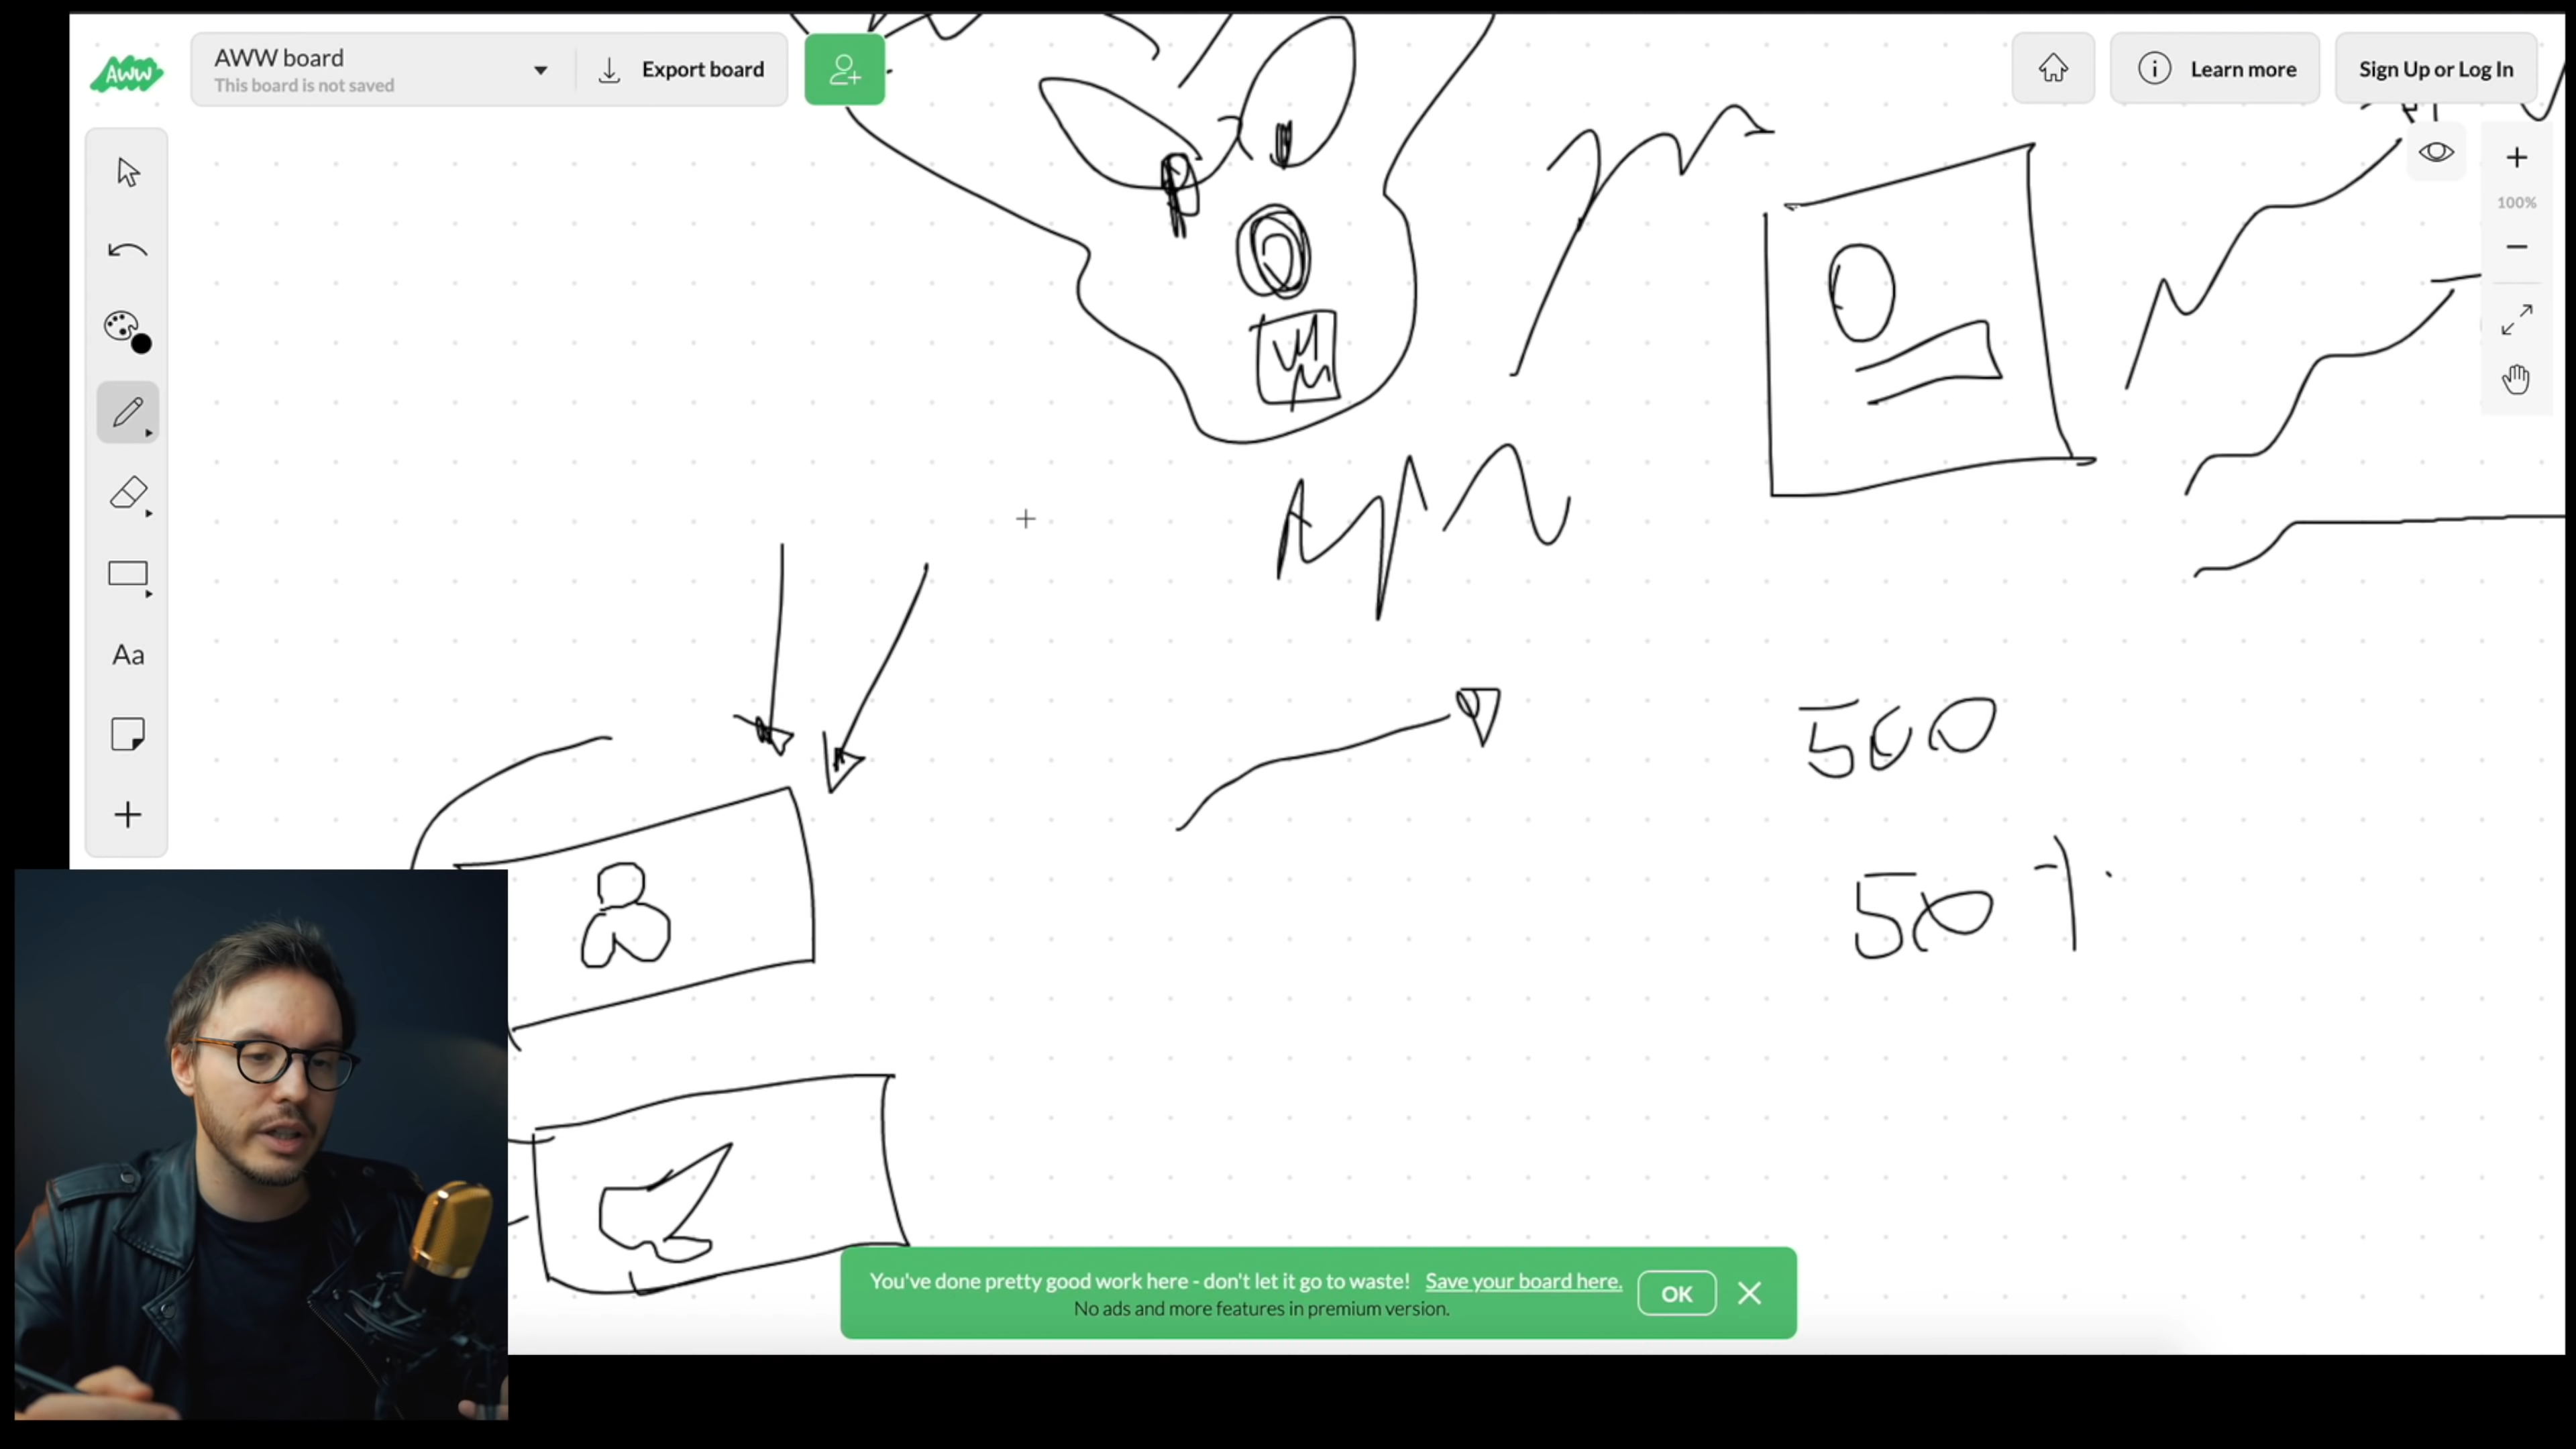 AWW
AWW board
This board is not saved
Export board
Learn more
Sign Up or Log In
100%
Aa
500
50
You've done pretty good work here - don't let it go to waste! Save your board here.
OK
No ads and more features in premium version.